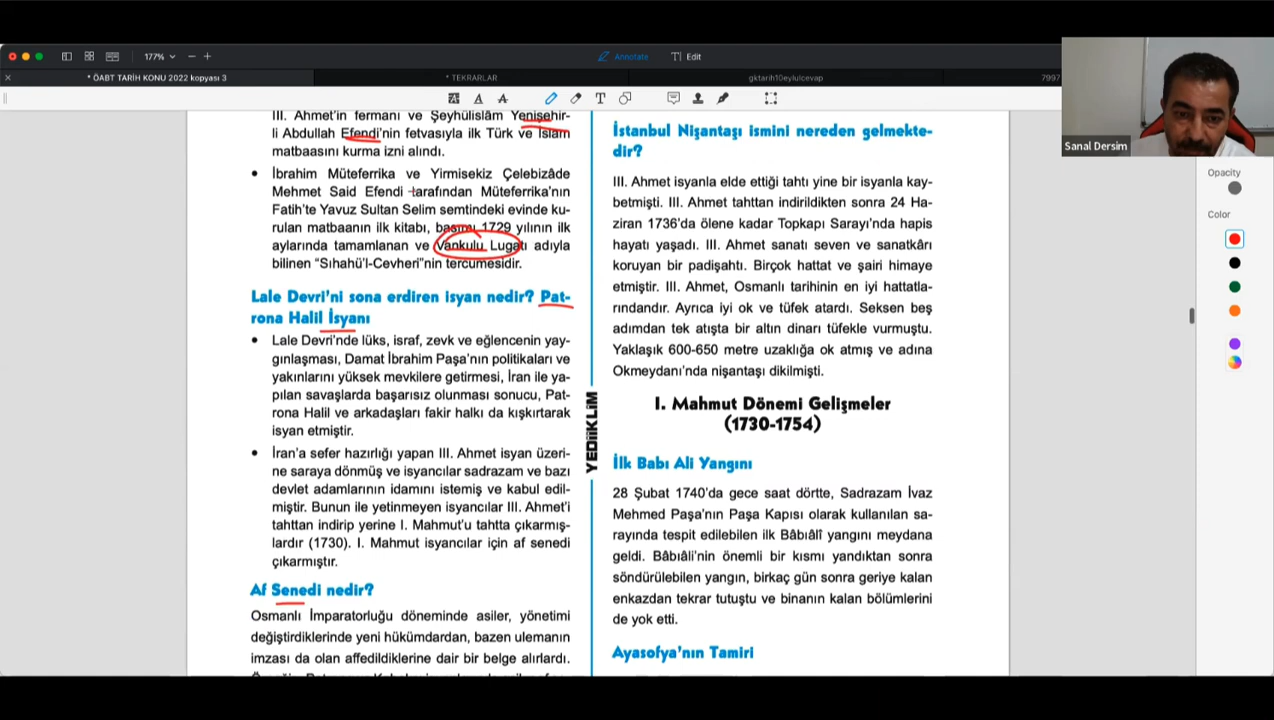 177%
Annotate
Edit
* ÖABT TARİH KONU 2022 kopyası 3
* TEKRARLAR
gktarih10eylulcevap
7997
III. Ahmet'in fermanı ve Şeyhülislâm Yenişehir-
li Abdullah Efendi'nin fetvasıyla ilk Türk ve İslam
matbaasını kurma izni alındı.
• İbrahim Müteferrika ve Yirmisekiz Çelebizâde
Mehmet Said Efendi tarafından Müteferrika'nın
Fatih'te Yavuz Sultan Selim semtindeki evinde ku-
rulan matbaanın ilk kitabı, basımı 1729 yılının ilk
aylarında tamamlanan ve Vankulu Lugatı adıyla
bilinen "Sıhahü'l-Cevheri"nin tercümesidir.
Lale Devri'ni sona erdiren isyan nedir? Pat-
rona Halil İsyanı
• Lale Devri'nde lüks, israf, zevk ve eğlencenin yay-
gınlaşması, Damat İbrahim Paşa'nın politikaları ve
yakınlarını yüksek mevkilere getirmesi, İran ile ya-
pılan savaşlarda başarısız olunması sonucu, Pat-
rona Halil ve arkadaşları fakir halkı da kışkırtarak
isyan etmiştir.
• İran'a sefer hazırlığı yapan III. Ahmet isyan üzeri-
ne saraya dönmüş ve isyancılar sadrazam ve bazı
devlet adamlarının idamını istemiş ve kabul edil-
miştir. Bunun ile yetinmeyen isyancılar III. Ahmet'i
tahttan indirip yerine I. Mahmut'u tahtta çıkarmış-
lardır (1730). I. Mahmut isyancılar için af senedi
çıkarmıştır.
Af Senedi nedir?
Osmanlı İmparatorluğu döneminde asiler, yönetimi
değiştirdiklerinde yeni hükümdardan, bazen ulemanın
imzası da olan affedildiklerine dair bir belge alırlardı.
YEDİİKLİM
İstanbul Nişantaşı ismini nereden gelmekte-
dir?
III. Ahmet isyanla elde ettiği tahtı yine bir isyanla kay-
betmişti. III. Ahmet tahttan indirildikten sonra 24 Ha-
ziran 1736'da ölene kadar Topkapı Sarayı'nda hapis
hayatı yaşadı. III. Ahmet sanatı seven ve sanatkârı
koruyan bir padişahtı. Birçok hattat ve şairi himaye
etmiştir. III. Ahmet, Osmanlı tarihinin en iyi hattatla-
rındandır. Ayrıca iyi ok ve tüfek atardı. Seksen beş
adımdan tek atışta bir altın dinarı tüfekle vurmuştu.
Yaklaşık 600-650 metre uzaklığa ok atmış ve adına
Okmeydanı'nda nişantaşı dikilmişti.
I. Mahmut Dönemi Gelişmeler
(1730-1754)
İlk Babı Ali Yangını
28 Şubat 1740'da gece saat dörtte, Sadrazam İvaz
Mehmed Paşa'nın Paşa Kapısı olarak kullanılan sa-
rayında tespit edilebilen ilk Bâbıâlî yangını meydana
geldi. Bâbıâli'nin önemli bir kısmı yandıktan sonra
söndürülebilen yangın, birkaç gün sonra geriye kalan
enkazdan tekrar tutuştu ve binanın kalan bölümlerini
de yok etti.
Ayasofya'nın Tamiri
Sanal Dersim
Opacity
Color